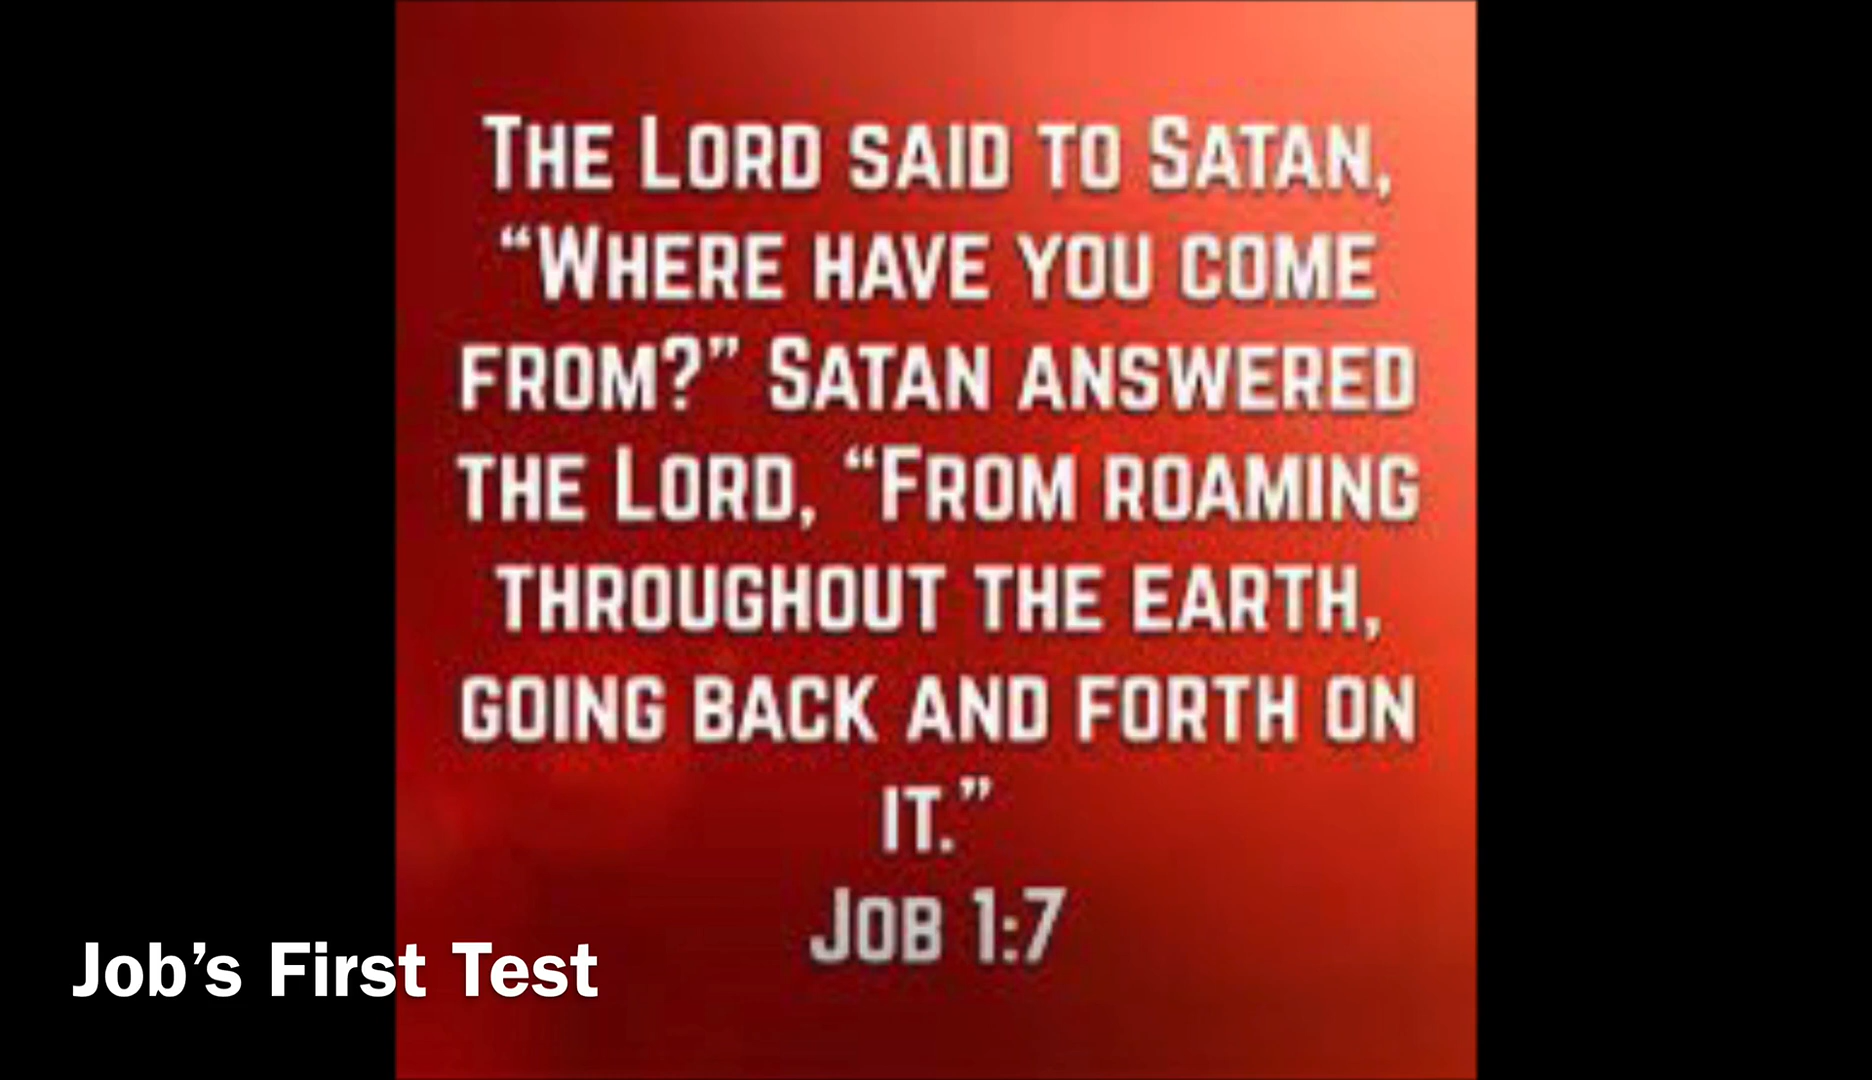 The Lord said to Satan,
“Where have you come
from?” Satan answered
the Lord, “From roaming
throughout the earth,
going back and forth on
it.”
Job 1:7
Job’s First Test